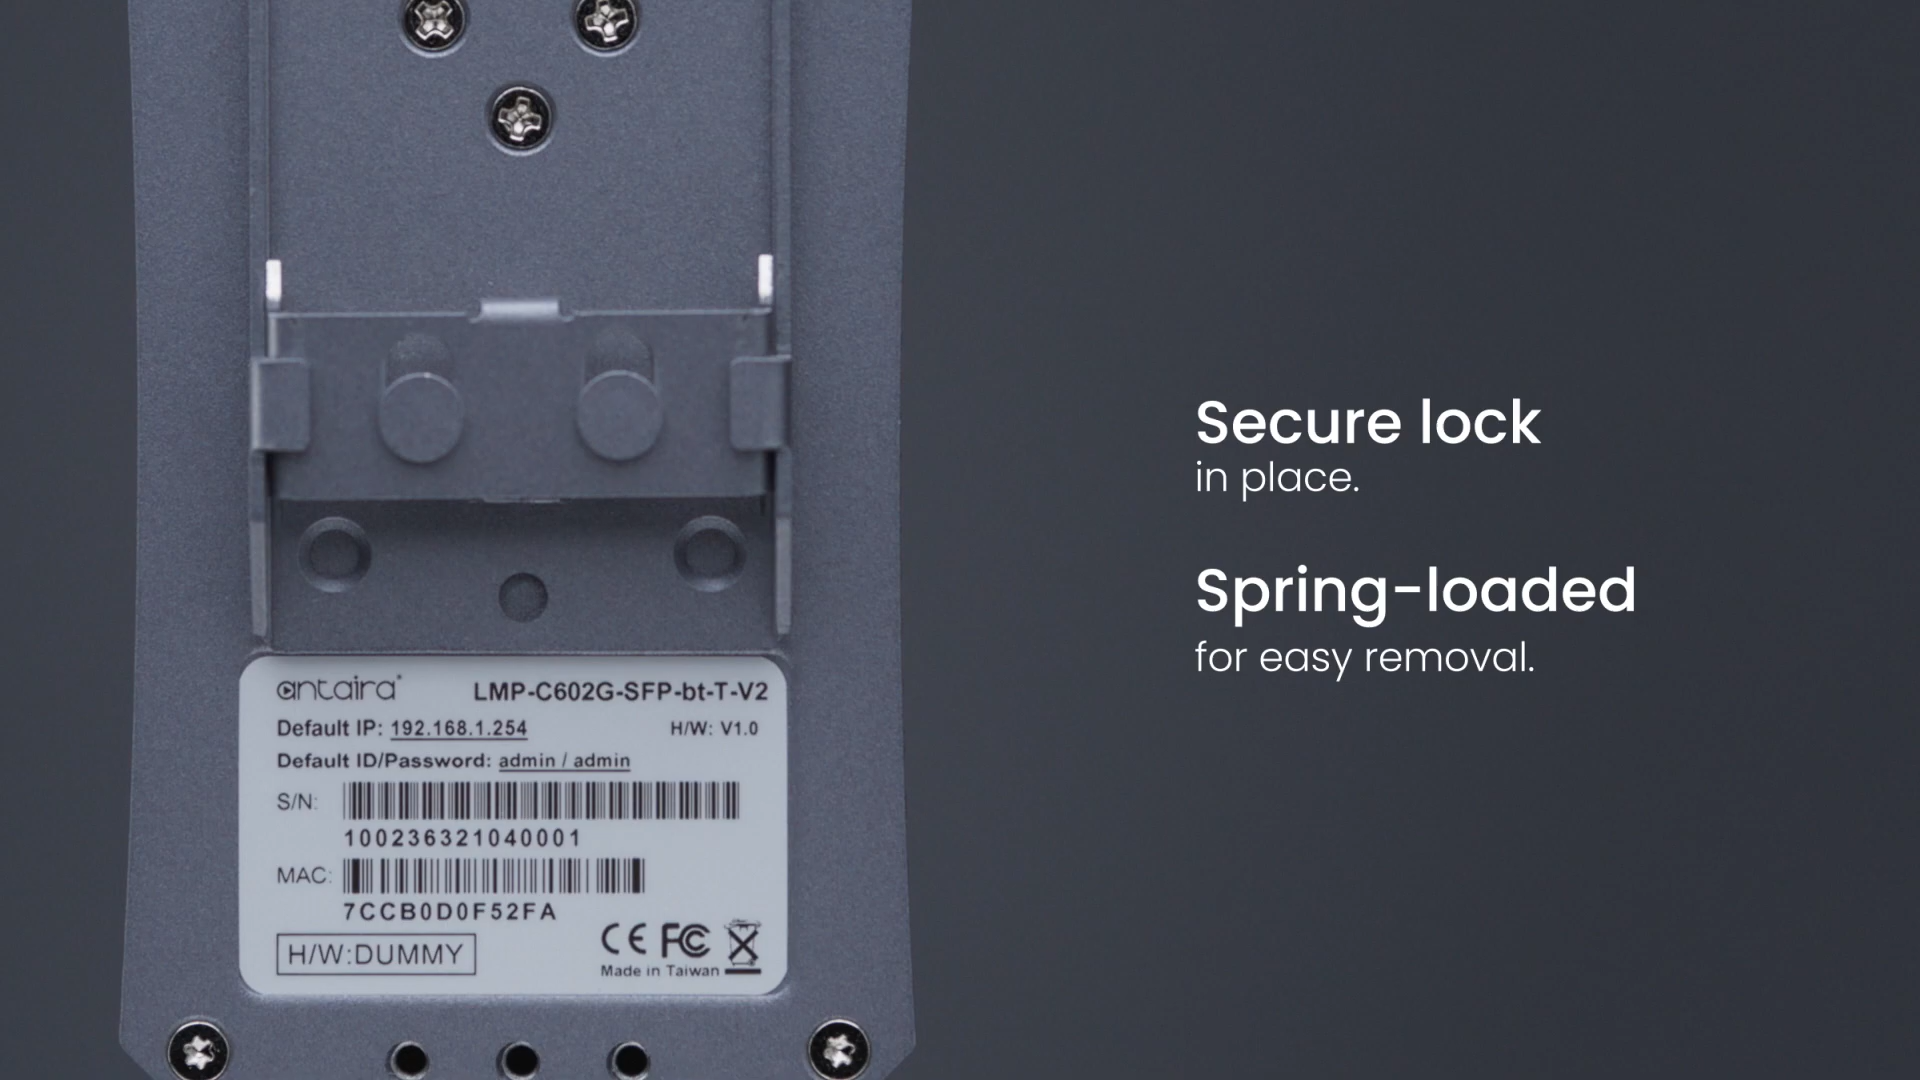 Secure lock
in place.
Spring-loaded
for easy removal.
antaira® LMP-C602G-SFP-bt-T-V2
Default IP: 192.168.1.254 H/W: V1.0
Default ID/Password: admin / admin
S/N:
100236321040001
MAC:
7CCB0D0F52FA
H/W:DUMMY
CE FC
Made in Taiwan